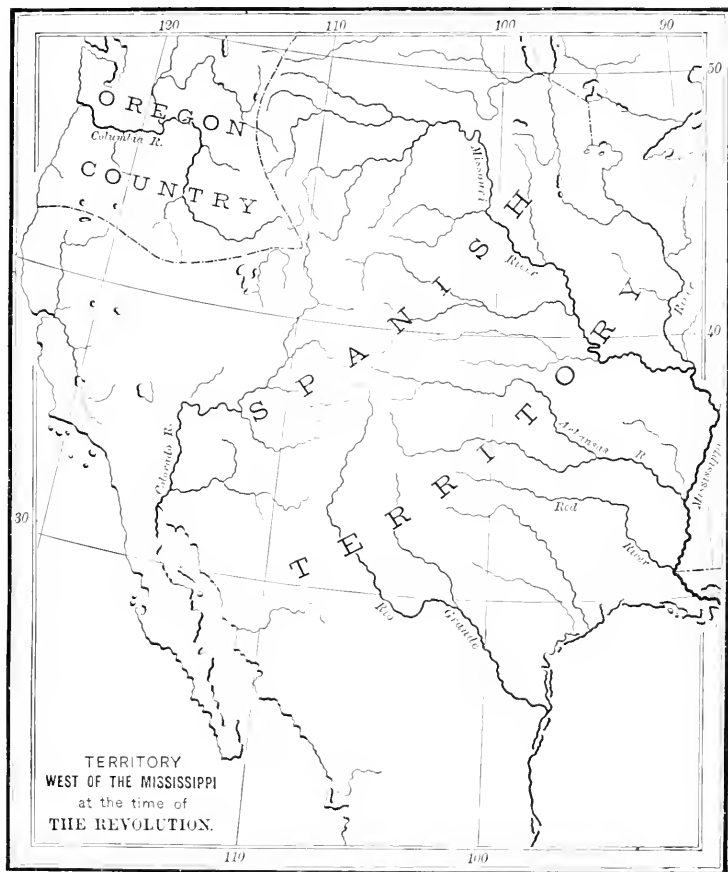 120
110
100
90
50
OREGON
Columbia R.
COUNTRY
Missouri
River
River
40
SPANISH
TERRITORY
Arkansas R.
Colorado R.
Mississippi
30
Red
River
Rio
Grande
TERRITORY
WEST OF THE MISSISSIPPI
at the time of
THE REVOLUTION.
110
100